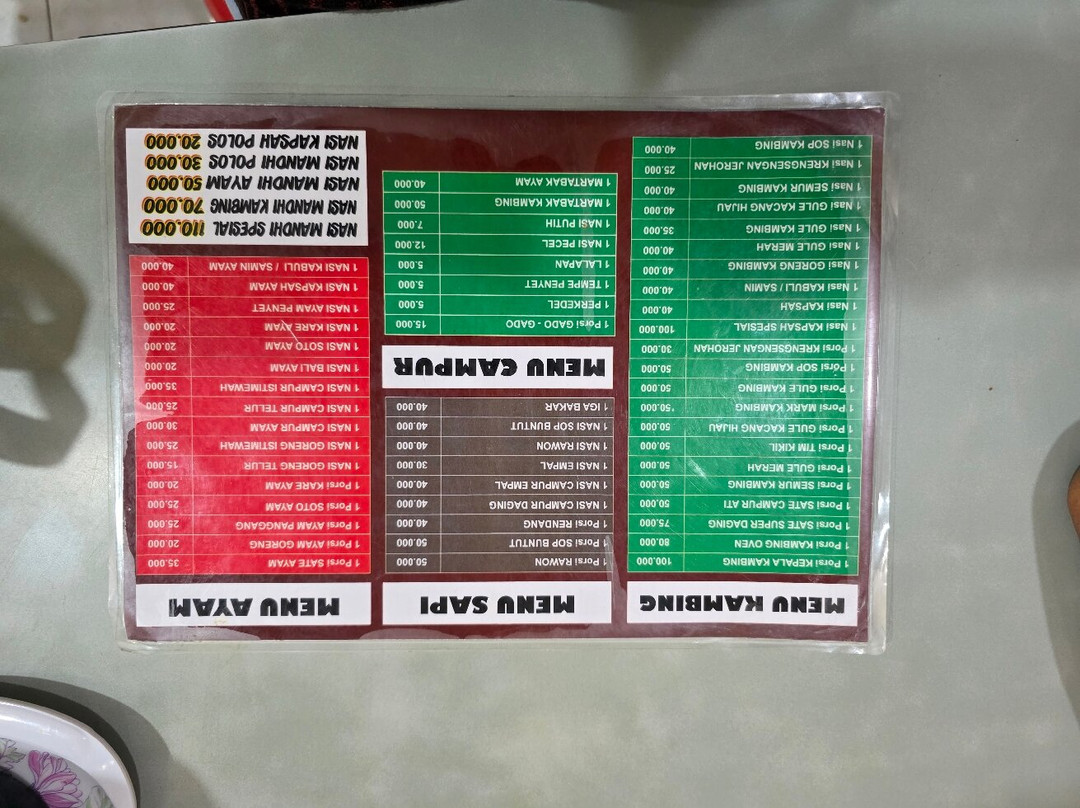 MENU KAMBING
1 Porsi KEPALA KAMBING 100.000
1 Porsi KAMBING OVEN 80.000
1 Porsi SATE SUPER DAGING 75.000
1 Porsi SATE CAMPUR ATI 50.000
1 Porsi SEMUR KAMBING 50.000
1 Porsi GULE MERAH 50.000
1 Porsi TIM KIKIL 50.000
1 Porsi GULE KACANG HIJAU 50.000
1 Porsi MARK KAMBING 50.000
1 Porsi GULE KAMBING 50.000
1 Porsi SOP KAMBING 50.000
1 Porsi KRENGSENGAN JEROHAN 30.000
1 Nasi KAPSAH SPESIAL 100.000
1 Nasi KAPSAH 40.000
1 Nasi KABULI / SAMIN 40.000
1 Nasi GORENG KAMBING 40.000
1 Nasi GULE MERAH 40.000
1 Nasi GULE KAMBING 35.000
1 Nasi GULE KACANG HIJAU 40.000
1 Nasi SEMUR KAMBING 40.000
1 Nasi KRENGSENGAN JEROHAN 25.000
1 Nasi SOP KAMBING 40.000
MENU SAPI
1 Porsi RAWON 50.000
1 Porsi SOP BUNTUT 50.000
1 Porsi RENDANG 40.000
1 NASI CAMPUR DAGING 40.000
1 NASI CAMPUR EMPAL 40.000
1 NASI EMPAL 30.000
1 NASI RAWON 40.000
1 NASI SOP BUNTUT 40.000
1 IGA BAKAR 40.000
MENU CAMPUR
1 Porsi GADO - GADO 15.000
1 PERKEDEL 5.000
1 TEMPE PENYET 5.000
1 LALAPAN 5.000
1 NASI PECEL 12.000
1 NASI PUTIH 7.000
1 MARTABAK KAMBING 50.000
1 MARTABAK AYAM 40.000
MENU AYAM
1 Porsi SATE AYAM 35.000
1 Porsi AYAM GORENG 20.000
1 Porsi AYAM PANGGANG 25.000
1 Porsi SOTO AYAM 25.000
1 Porsi KARE AYAM 20.000
1 NASI GORENG TELUR 15.000
1 NASI GORENG ISTIMEWAH 25.000
1 NASI CAMPUR AYAM 30.000
1 NASI CAMPUR TELUR 25.000
1 NASI CAMPUR ISTIMEWAH 35.000
1 NASI BALI AYAM 20.000
1 NASI SOTO AYAM 20.000
1 NASI KARE AYAM 20.000
1 NASI AYAM PENYET 25.000
1 NASI KAPSAH AYAM 40.000
1 NASI KABULI / SAMIN AYAM 40.000
NASI MANDHI SPESIAL 110.000
NASI MANDHI KAMBING 70.000
NASI MANDHI AYAM 50.000
NASI MANDHI POLOS 30.000
NASI KAPSAH POLOS 20.000